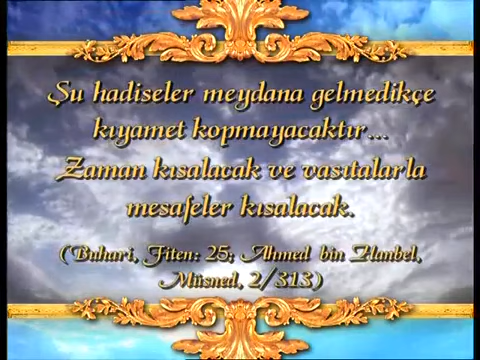 Şu hadiseler meydana gelmedikçe
kıyamet kopmayacaktır...
Zaman kısalacak ve vasıtalarla
mesafeler kısalacak.
(Buhari, Fiten: 25; Ahmed bin Hanbel,
Müsned, 2/313)